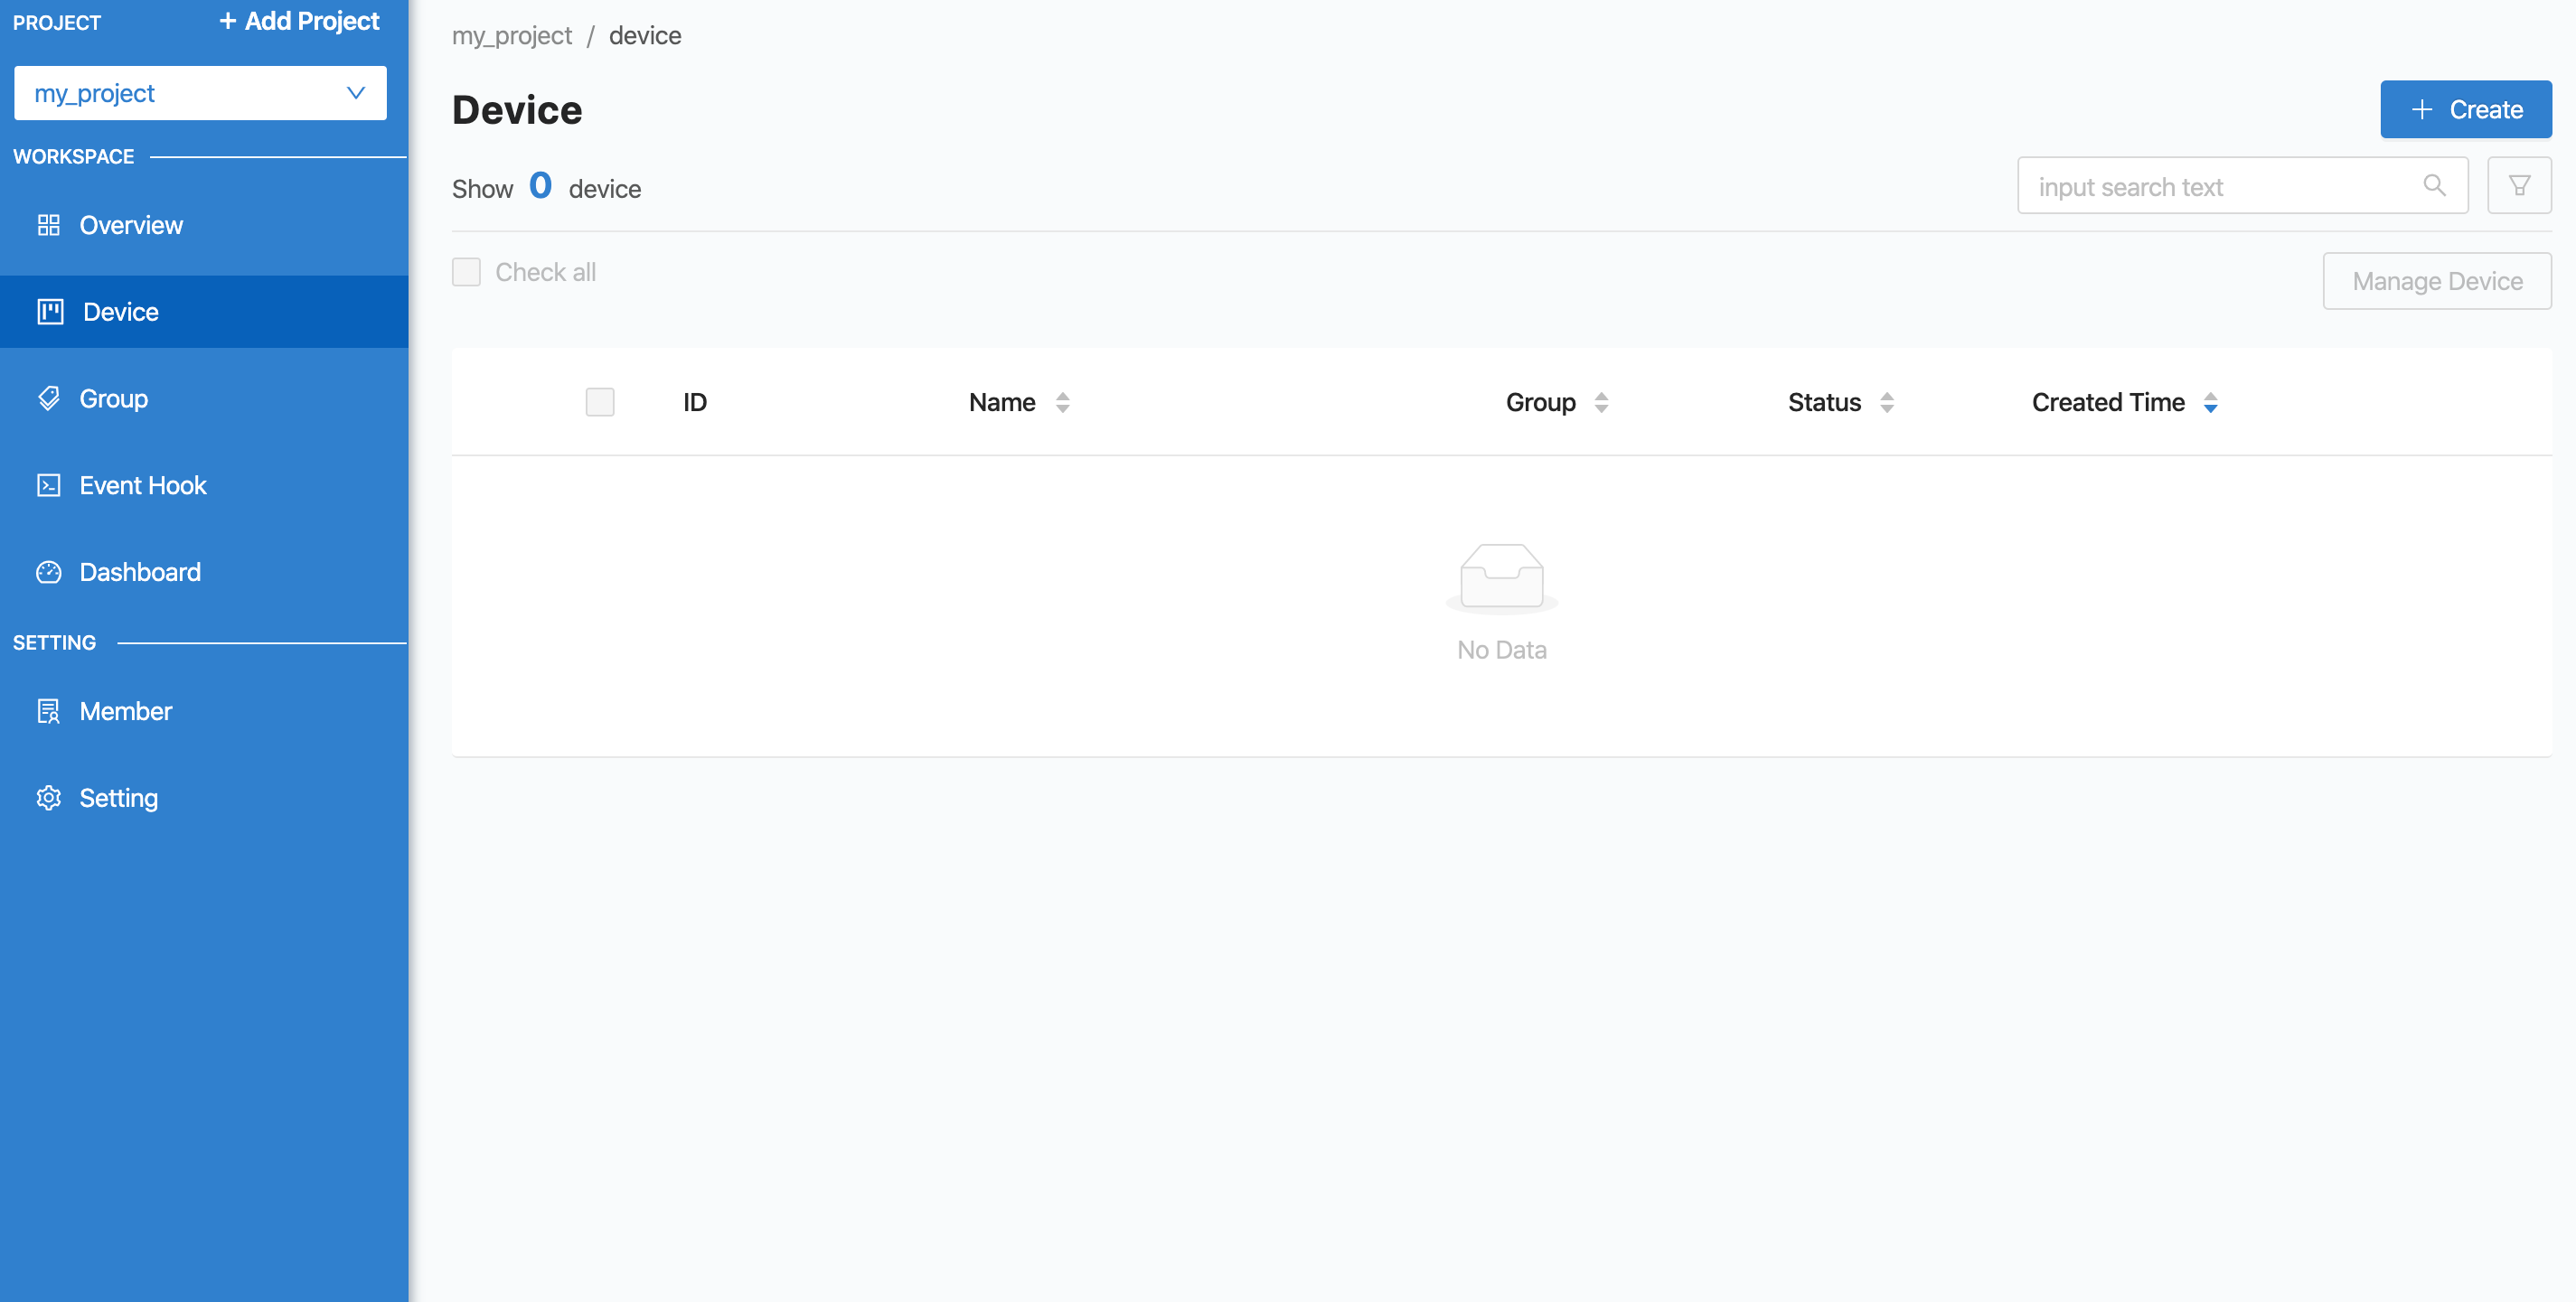 PROJECT
+ Add Project
my_project
WORKSPACE
Overview
Device
Group
Event Hook
Dashboard
SETTING
Member
Setting
my_project / device
Device
Create
Show 0 device
input search text
Check all
Manage Device
ID Name Group Status Created Time
No Data